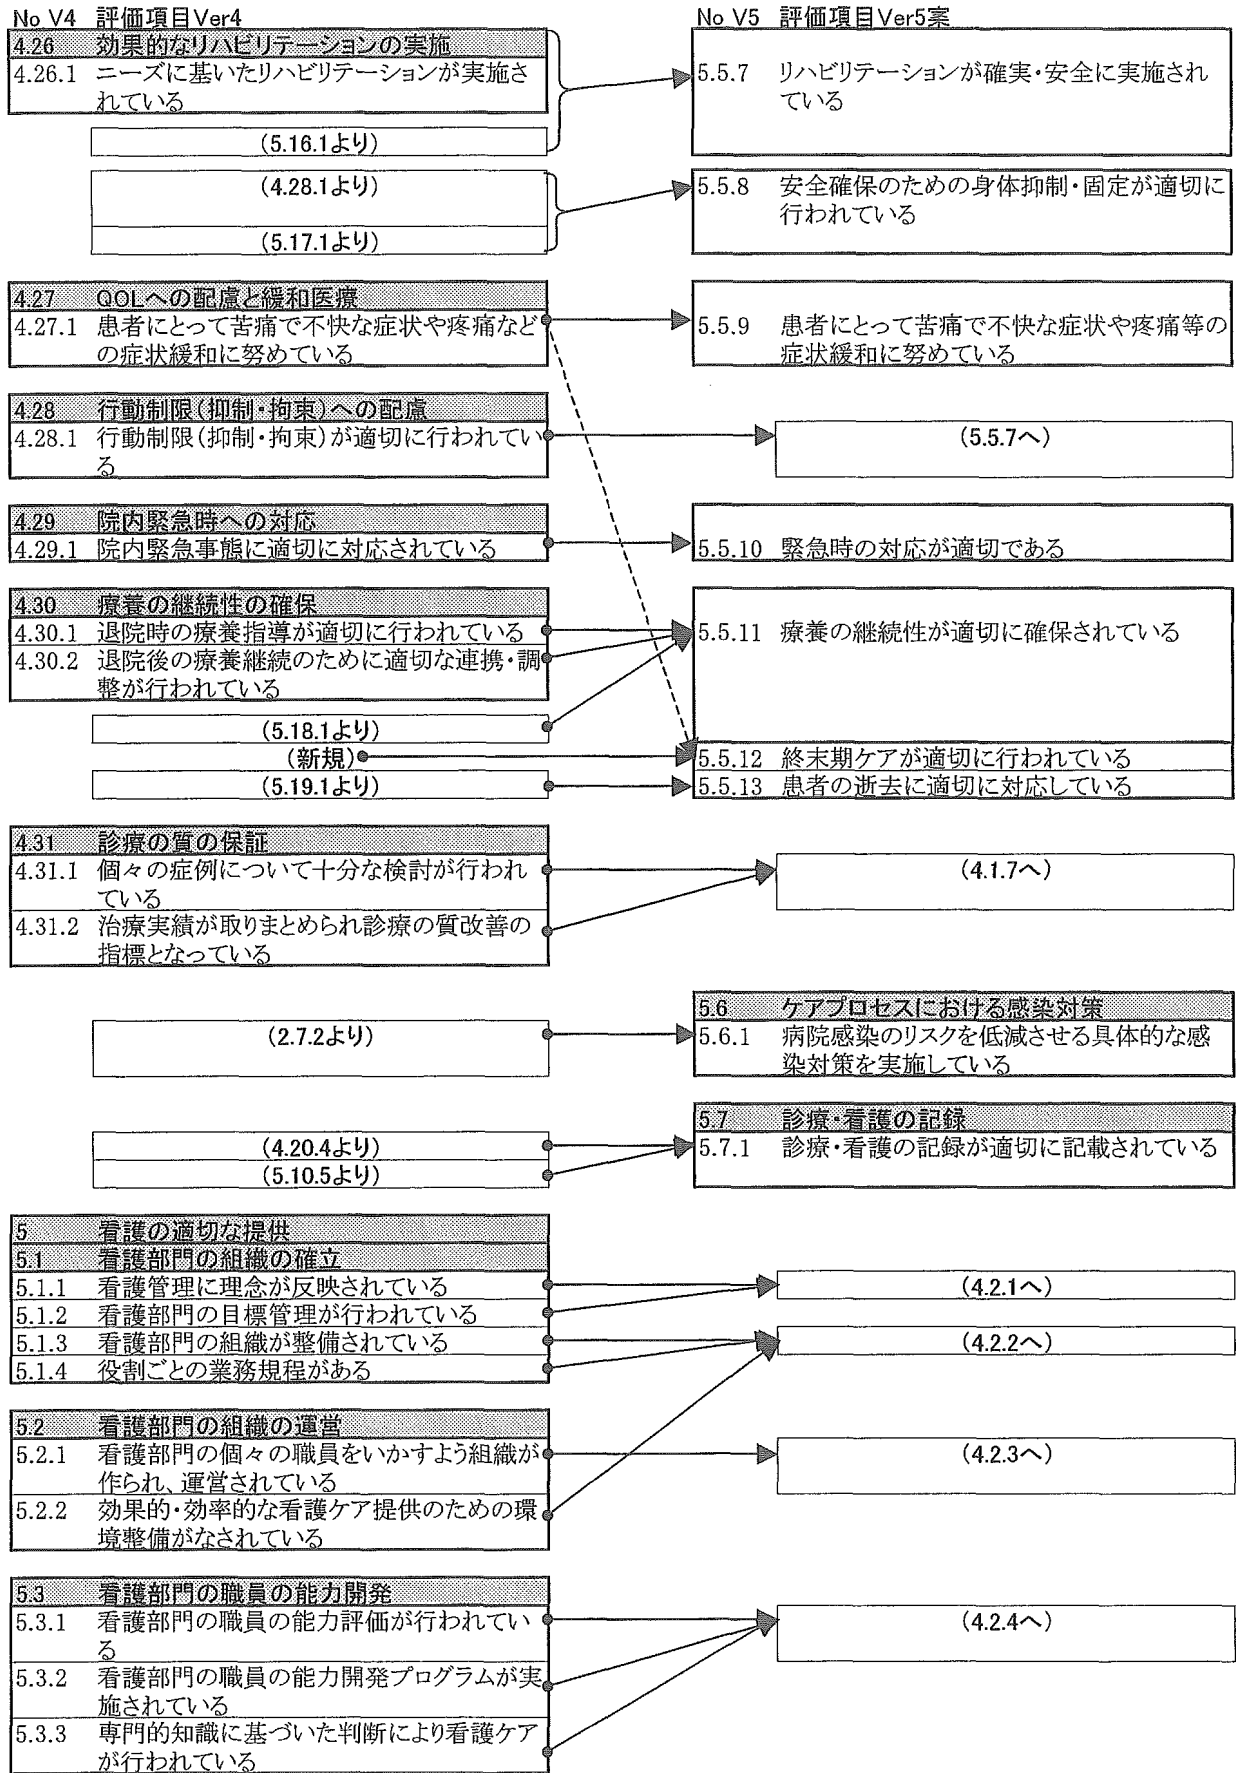 No V4 評価項目Ver4
No V5 評価項目Ver5案
4.26 効果的なリハビリテーションの実施
4.26.1 ニーズに基いたリハビリテーションが実施さ
れている
(5.16.1より)
5.5.7 リハビリテーションが確実・安全に実施され
ている
(4.28.1より)
(5.17.1より)
5.5.8 安全確保のための身体抑制・固定が適切に
行われている
4.27 QOLへの配慮と緩和医療
4.27.1 患者にとって苦痛で不快な症状や疼痛など
の症状緩和に努めている
5.5.9 患者にとって苦痛で不快な症状や疼痛等の
症状緩和に努めている
4.28 行動制限(抑制・拘束)への配慮
4.28.1 行動制限(抑制・拘束)が適切に行われてい
る
(5.5.7へ)
4.29 院内緊急時への対応
4.29.1 院内緊急事態に適切に対応されている
5.5.10 緊急時の対応が適切である
4.30 療養の継続性の確保
4.30.1 退院時の療養指導が適切に行われている
4.30.2 退院後の療養継続のために適切な連携・調
整が行われている
5.5.11 療養の継続性が適切に確保されている
(5.18.1より)
(新規)
5.5.12 終末期ケアが適切に行われている
(5.19.1より)
5.5.13 患者の逝去に適切に対応している
4.31 診療の質の保証
4.31.1 個々の症例について十分な検討が行われ
ている
4.31.2 治療実績が取りまとめられ診療の質改善の
指標となっている
(4.1.7へ)
5.6 ケアプロセスにおける感染対策
(2.7.2より)
5.6.1 病院感染のリスクを低減させる具体的な感
染対策を実施している
5.7 診療・看護の記録
(4.20.4より)
(5.10.5より)
5.7.1 診療・看護の記録が適切に記載されている
5 看護の適切な提供
5.1 看護部門の組織の確立
5.1.1 看護管理に理念が反映されている
5.1.2 看護部門の目標管理が行われている
5.1.3 看護部門の組織が整備されている
5.1.4 役割ごとの業務規程がある
(4.2.1へ)
(4.2.2へ)
5.2 看護部門の組織の運営
5.2.1 看護部門の個々の職員をいかすよう組織が
作られ、運営されている
5.2.2 効果的・効率的な看護ケア提供のための環
境整備がなされている
(4.2.3へ)
5.3 看護部門の職員の能力開発
5.3.1 看護部門の職員の能力評価が行われてい
る
5.3.2 看護部門の職員の能力開発プログラムが実
施されている
5.3.3 専門的知識に基づいた判断により看護ケア
が行われている
(4.2.4へ)